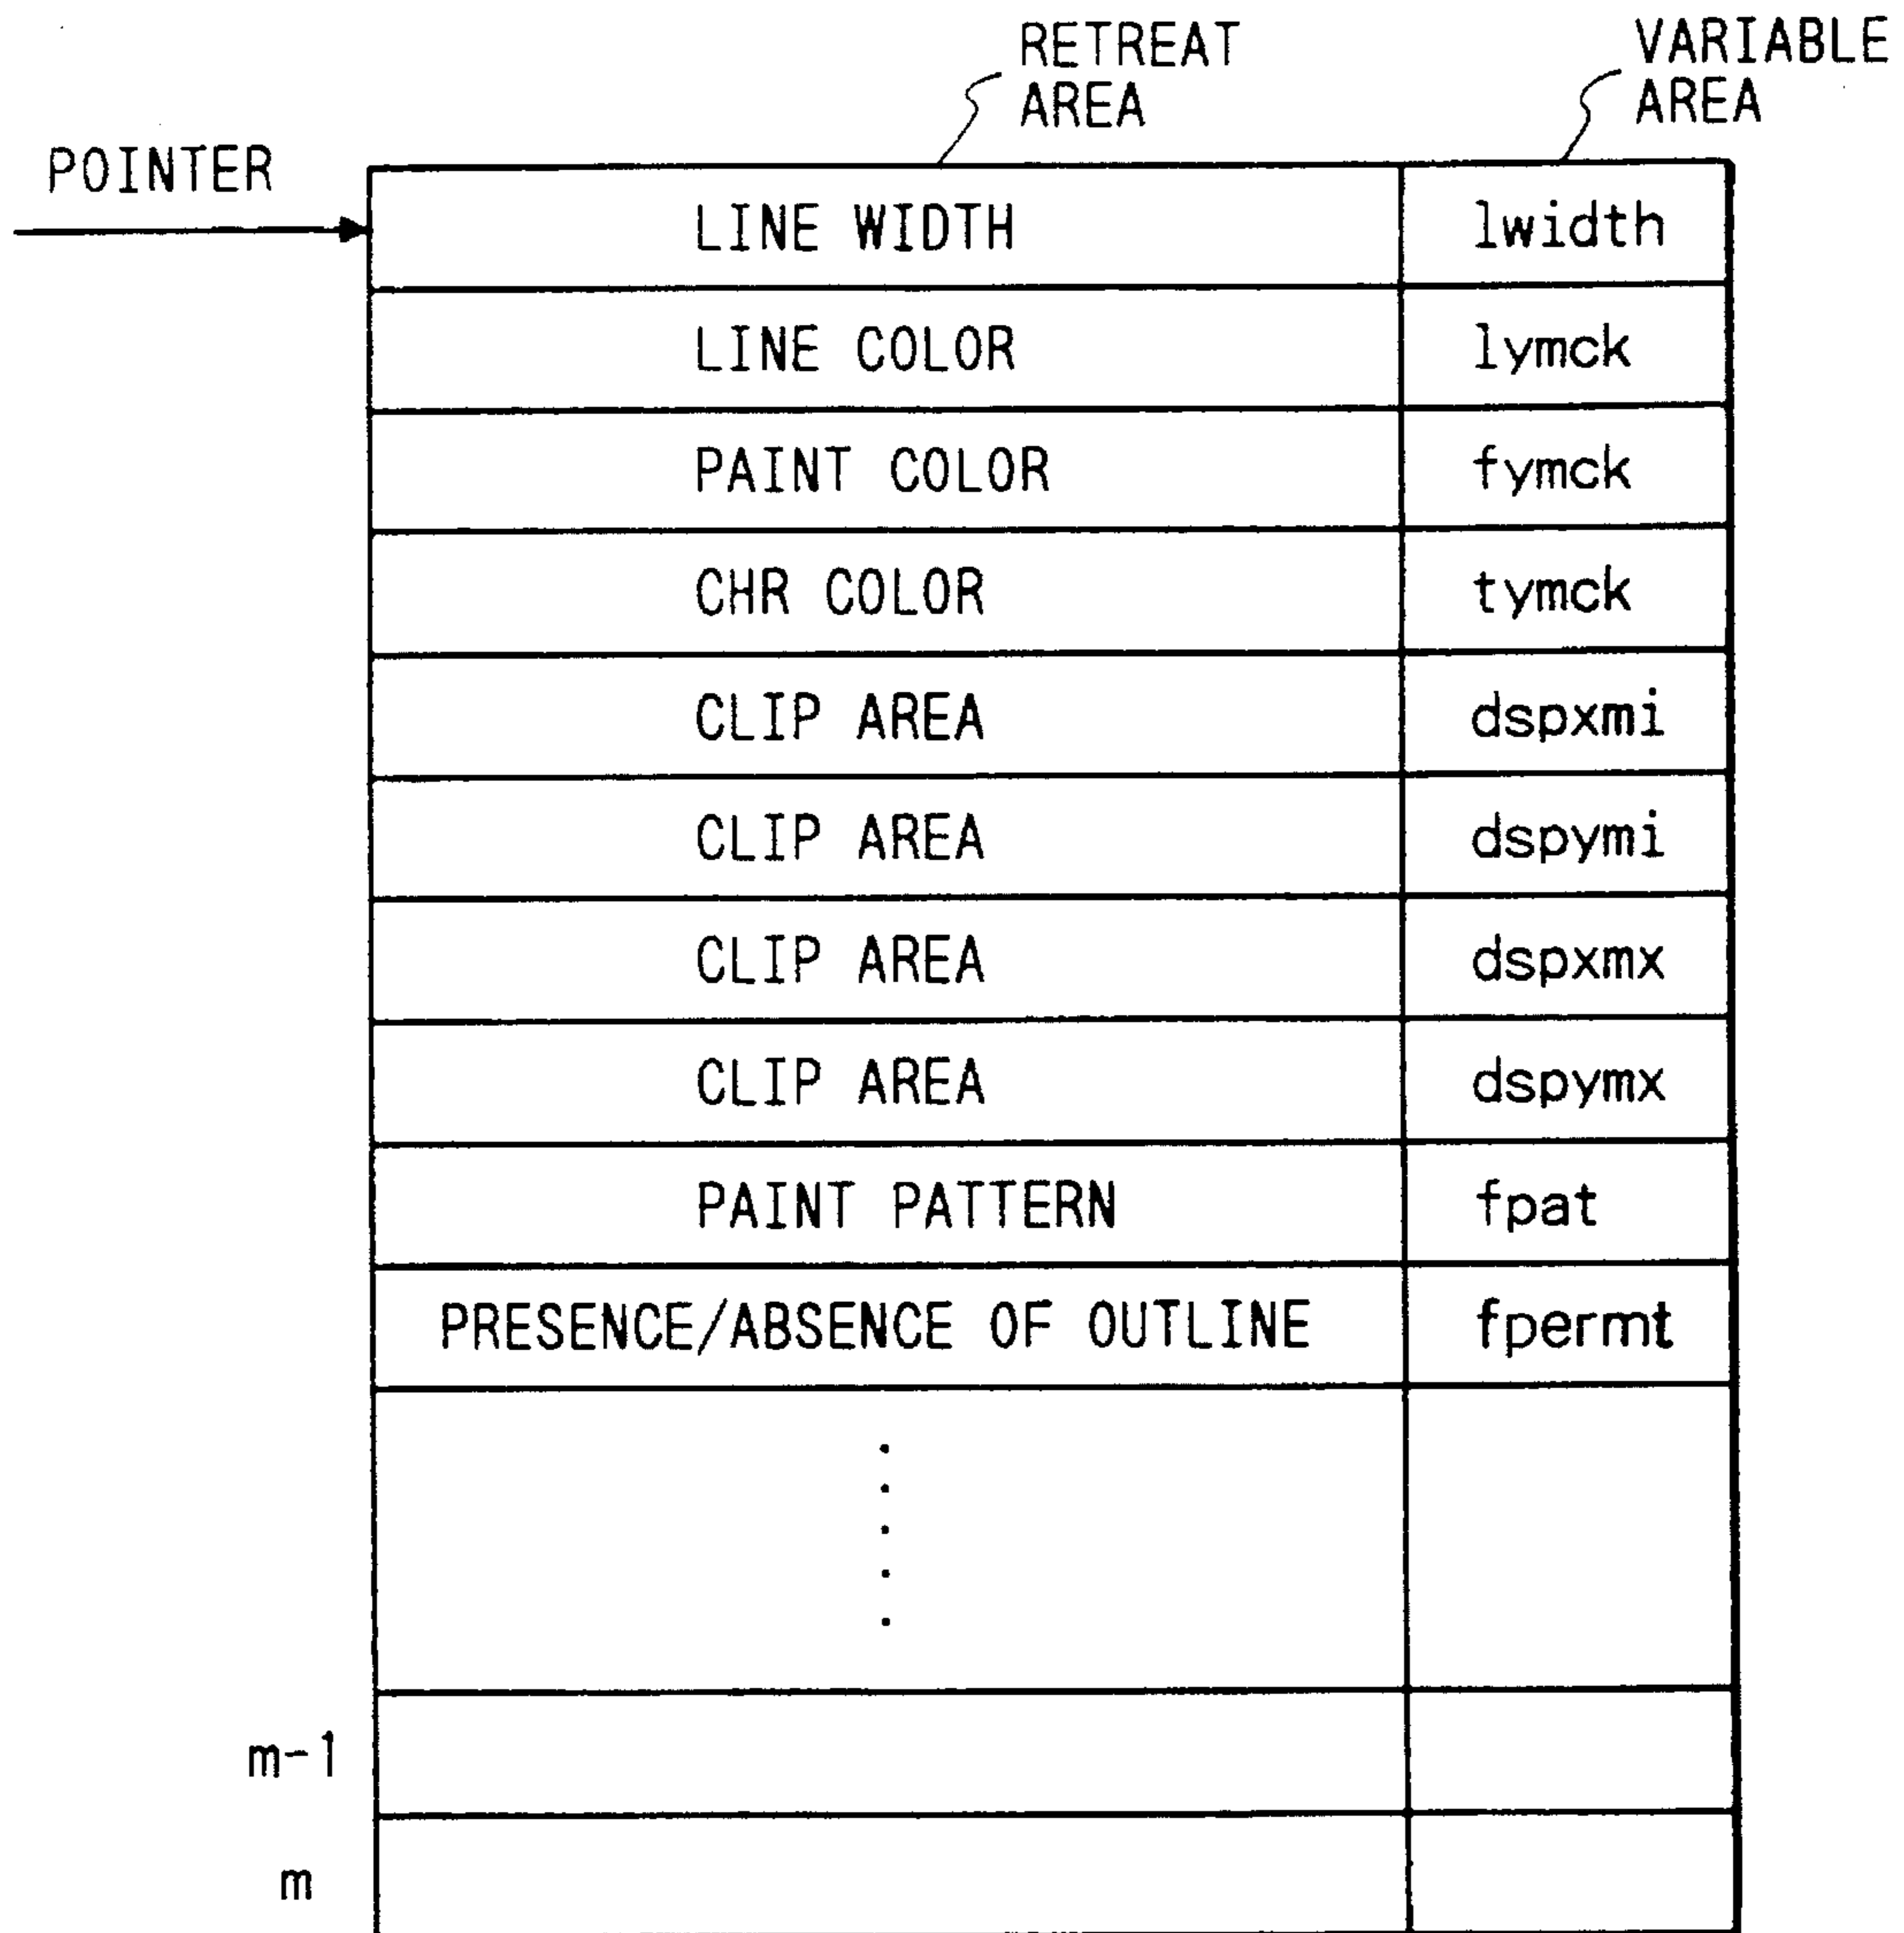 RETREAT
AREA
VARIABLE
AREA
POINTER
LINE WIDTH lwidth
LINE COLOR lymck
PAINT COLOR fymck
CHR COLOR tymck
CLIP AREA dspxmi
CLIP AREA dspymi
CLIP AREA dspxmx
CLIP AREA dspymx
PAINT PATTERN fpat
PRESENCE/ABSENCE OF OUTLINE fpermt
m-1
m